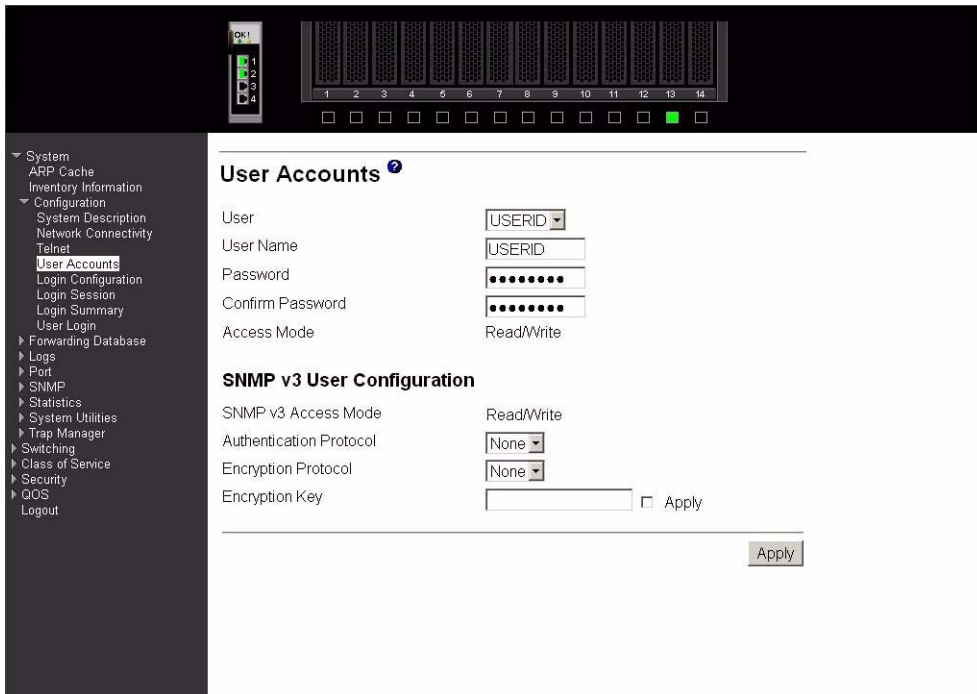 OK!
1
2
3
4
1 2 3 4 5 6 7 8 9 10 11 12 13 14
System
ARP Cache
Inventory Information
Configuration
System Description
Network Connectivity
Telnet
User Accounts
Login Configuration
Login Session
Login Summary
User Login
Forwarding Database
Logs
Port
SNMP
Statistics
System Utilities
Trap Manager
Switching
Class of Service
Security
QOS
Logout
User Accounts ?
User USERID
User Name USERID
Password ••••••••
Confirm Password ••••••••
Access Mode Read/Write
SNMP v3 User Configuration
SNMP v3 Access Mode Read/Write
Authentication Protocol None
Encryption Protocol None
Encryption Key Apply
Apply